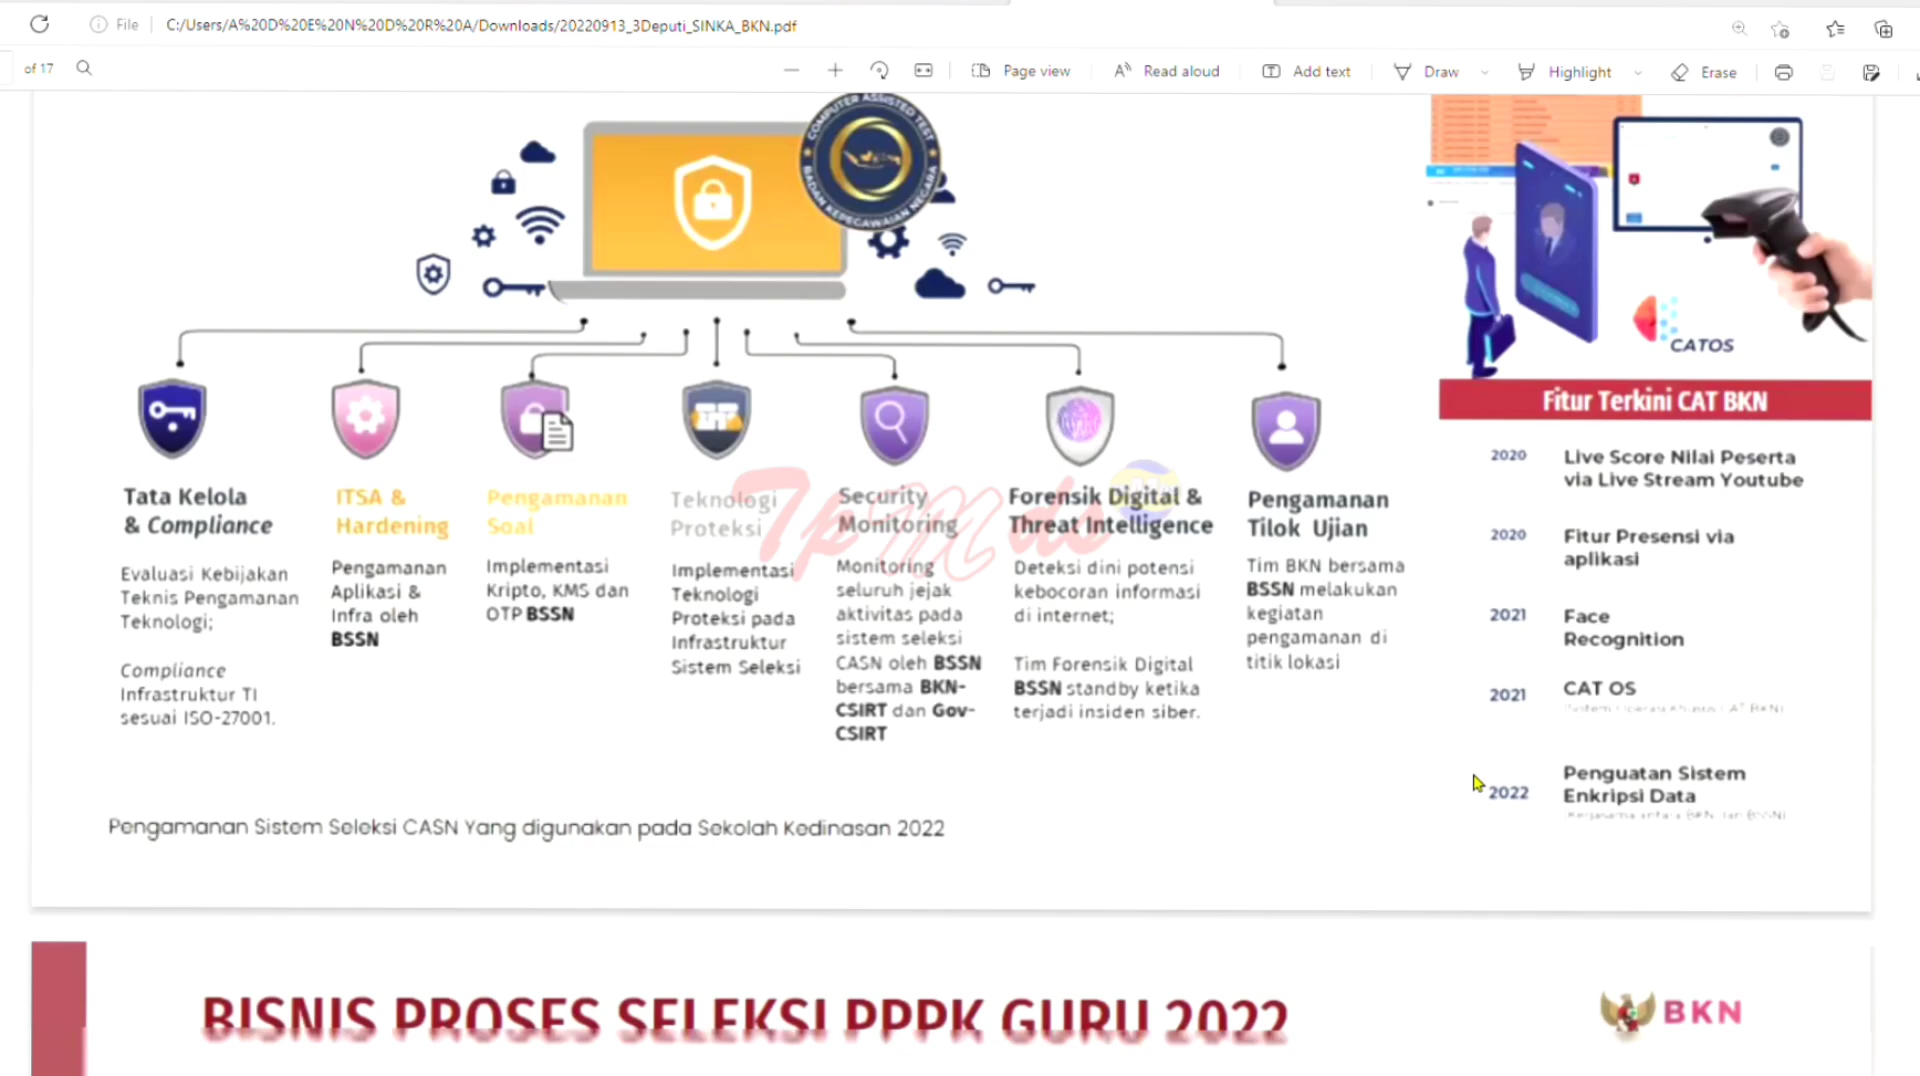 File
C:/Users/A%20D%20E%20N%20D%20R%20A/Downloads/20220913_3Deputi_SINKA_BKN.pdf
of 17
Page view
Read aloud
Add text
Draw
Highlight
Erase
COMPUTER ASSISTED TEST
BADAN KEPEGAWAIAN NEGARA
CATOS
Tata Kelola
& Compliance
Evaluasi Kebijakan
Teknis Pengamanan
Teknologi;
Compliance
Infrastruktur TI
sesuai ISO-27001.
ITSA &
Hardening
Pengamanan
Aplikasi &
Infra oleh
BSSN
Pengamanan
Soal
Implementasi
Kripto, KMS dan
OTP BSSN
Teknologi
Proteksi
Implementasi
Teknologi
Proteksi pada
Infrastruktur
Sistem Seleksi
Security
Monitoring
Monitoring
seluruh jejak
aktivitas pada
sistem seleksi
CASN oleh BSSN
bersama BKN-
CSIRT dan Gov-
CSIRT
Forensik Digital &
Threat Intelligence
Deteksi dini potensi
kebocoran informasi
di internet;
Tim Forensik Digital
BSSN standby ketika
terjadi insiden siber.
Pengamanan
Tilok Ujian
Tim BKN bersama
BSSN melakukan
kegiatan
pengamanan di
titik lokasi
TpMds
Fitur Terkini CAT BKN
2020
Live Score Nilai Peserta
via Live Stream Youtube
2020
Fitur Presensi via
aplikasi
2021
Face
Recognition
2021
CAT OS
2022
Penguatan Sistem
Enkripsi Data
Pengamanan Sistem Seleksi CASN Yang digunakan pada Sekolah Kedinasan 2022
BISNIS PROSES SELEKSI PPPK GURU 2022
BKN